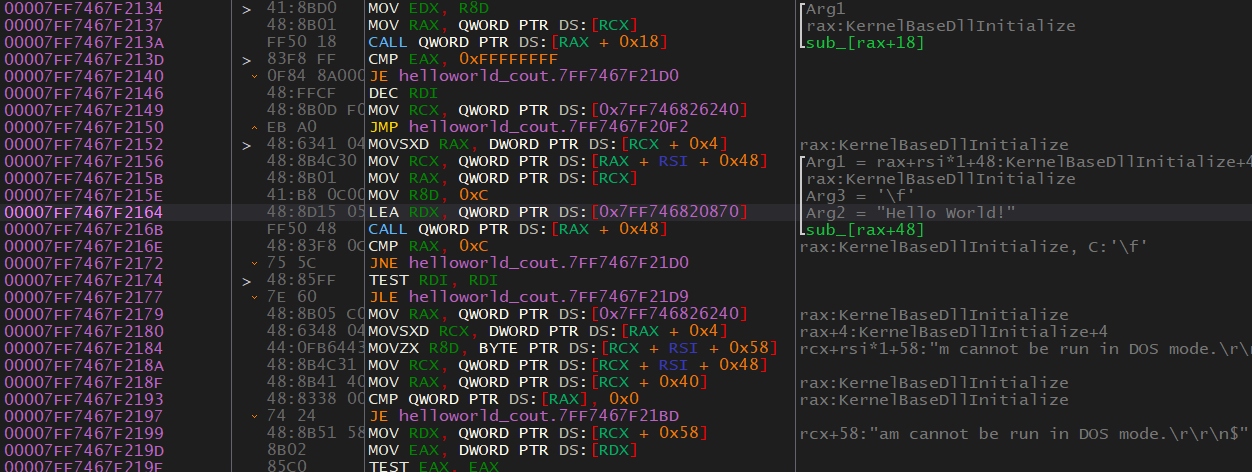 00007FF7467F2134 > 41:8BD0 MOV EDX, R8D Arg1
00007FF7467F2137 48:8B01 MOV RAX, QWORD PTR DS:[RCX] rax:KernelBaseDllInitialize
00007FF7467F213A FF50 18 CALL QWORD PTR DS:[RAX + 0x18] sub_[rax+18]
00007FF7467F213D > 83F8 FF CMP EAX, 0xFFFFFFFF
00007FF7467F2140 0F84 8A000 JE helloworld_cout.7FF7467F21D0
00007FF7467F2146 48:FFCF DEC RDI
00007FF7467F2149 48:8B0D F0 MOV RCX, QWORD PTR DS:[0x7FF746826240]
00007FF7467F2150 EB A0 JMP helloworld_cout.7FF7467F20F2
00007FF7467F2152 > 48:6341 04 MOVSXD RAX, DWORD PTR DS:[RCX + 0x4] rax:KernelBaseDllInitialize
00007FF7467F2156 48:8B4C30 MOV RCX, QWORD PTR DS:[RAX + RSI + 0x48] Arg1 = rax+rsi*1+48:KernelBaseDllInitialize+4
00007FF7467F215B 48:8B01 MOV RAX, QWORD PTR DS:[RCX] rax:KernelBaseDllInitialize
00007FF7467F215E 41:B8 0C00 MOV R8D, 0xC Arg3 = '\f'
00007FF7467F2164 48:8D15 05 LEA RDX, QWORD PTR DS:[0x7FF746820870] Arg2 = "Hello World!"
00007FF7467F216B FF50 48 CALL QWORD PTR DS:[RAX + 0x48] sub_[rax+48]
00007FF7467F216E 48:83F8 0C CMP RAX, 0xC rax:KernelBaseDllInitialize, C:'\f'
00007FF7467F2172 75 5C JNE helloworld_cout.7FF7467F21D0
00007FF7467F2174 > 48:85FF TEST RDI, RDI
00007FF7467F2177 7E 60 JLE helloworld_cout.7FF7467F21D9
00007FF7467F2179 48:8B05 C0 MOV RAX, QWORD PTR DS:[0x7FF746826240] rax:KernelBaseDllInitialize
00007FF7467F2180 48:6348 04 MOVSXD RCX, DWORD PTR DS:[RAX + 0x4] rax+4:KernelBaseDllInitialize+4
00007FF7467F2184 44:0FB6443 MOVZX R8D, BYTE PTR DS:[RCX + RSI + 0x58] rcx+rsi*1+58:"m cannot be run in DOS mode.\r\r\
00007FF7467F218A 48:8B4C31 MOV RCX, QWORD PTR DS:[RCX + RSI + 0x48]
00007FF7467F218F 48:8B41 40 MOV RAX, QWORD PTR DS:[RCX + 0x40] rax:KernelBaseDllInitialize
00007FF7467F2193 48:8338 00 CMP QWORD PTR DS:[RAX], 0x0 rax:KernelBaseDllInitialize
00007FF7467F2197 74 24 JE helloworld_cout.7FF7467F21BD
00007FF7467F2199 48:8B51 58 MOV RDX, QWORD PTR DS:[RCX + 0x58] rcx+58:"am cannot be run in DOS mode.\r\r\n$"
00007FF7467F219D 8B02 MOV EAX, DWORD PTR DS:[RDX]
00007FF7467F219F 85C0 TEST EAX, EAX